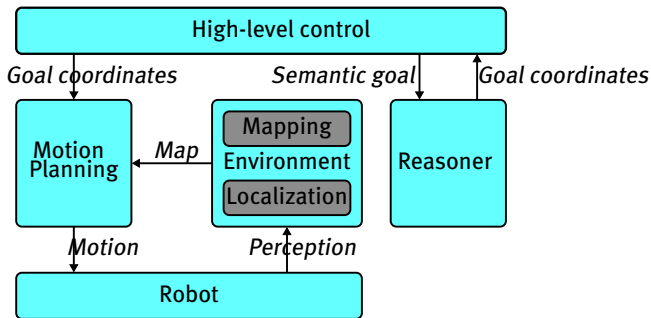 High-level control
Goal coordinates
Semantic goal
Goal coordinates
Motion
Planning
Map
Mapping
Environment
Localization
Reasoner
Motion
Perception
Robot